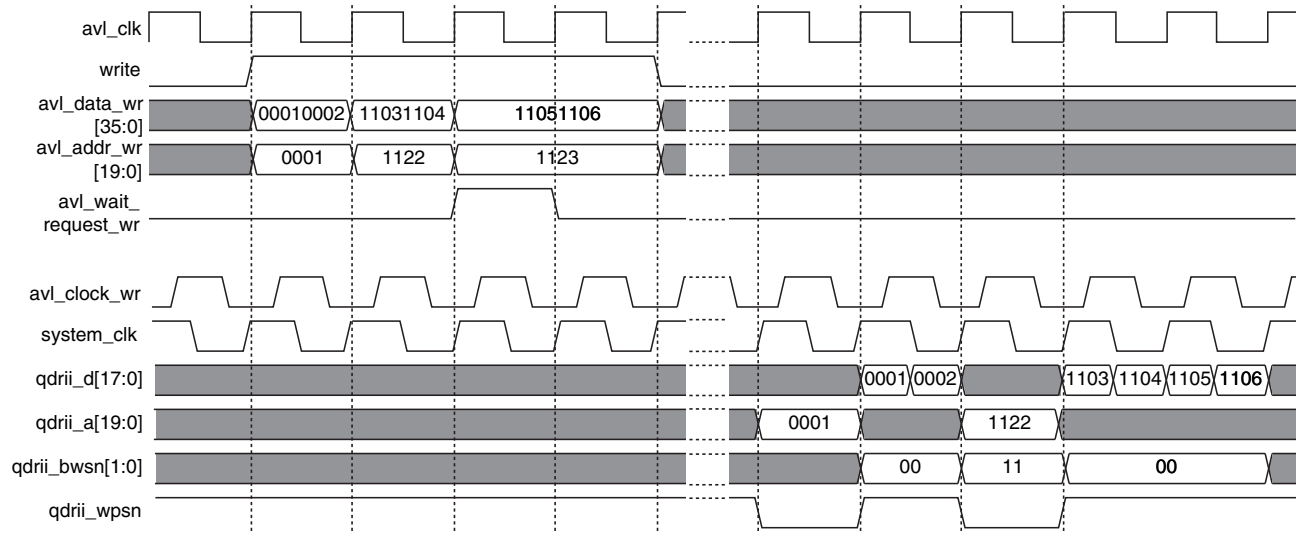 avl_clk
write
avl_data_wr
[35:0]
00010002 11031104 11051106
avl_addr_wr
[19:0]
0001 1122 1123
avl_wait_
request_wr
avl_clock_wr
system_clk
qdrii_d[17:0] 0001 0002 1103 1104 1105 1106
qdrii_a[19:0] 0001 1122
qdrii_bwsn[1:0] 00 11 00
qdrii_wpsn